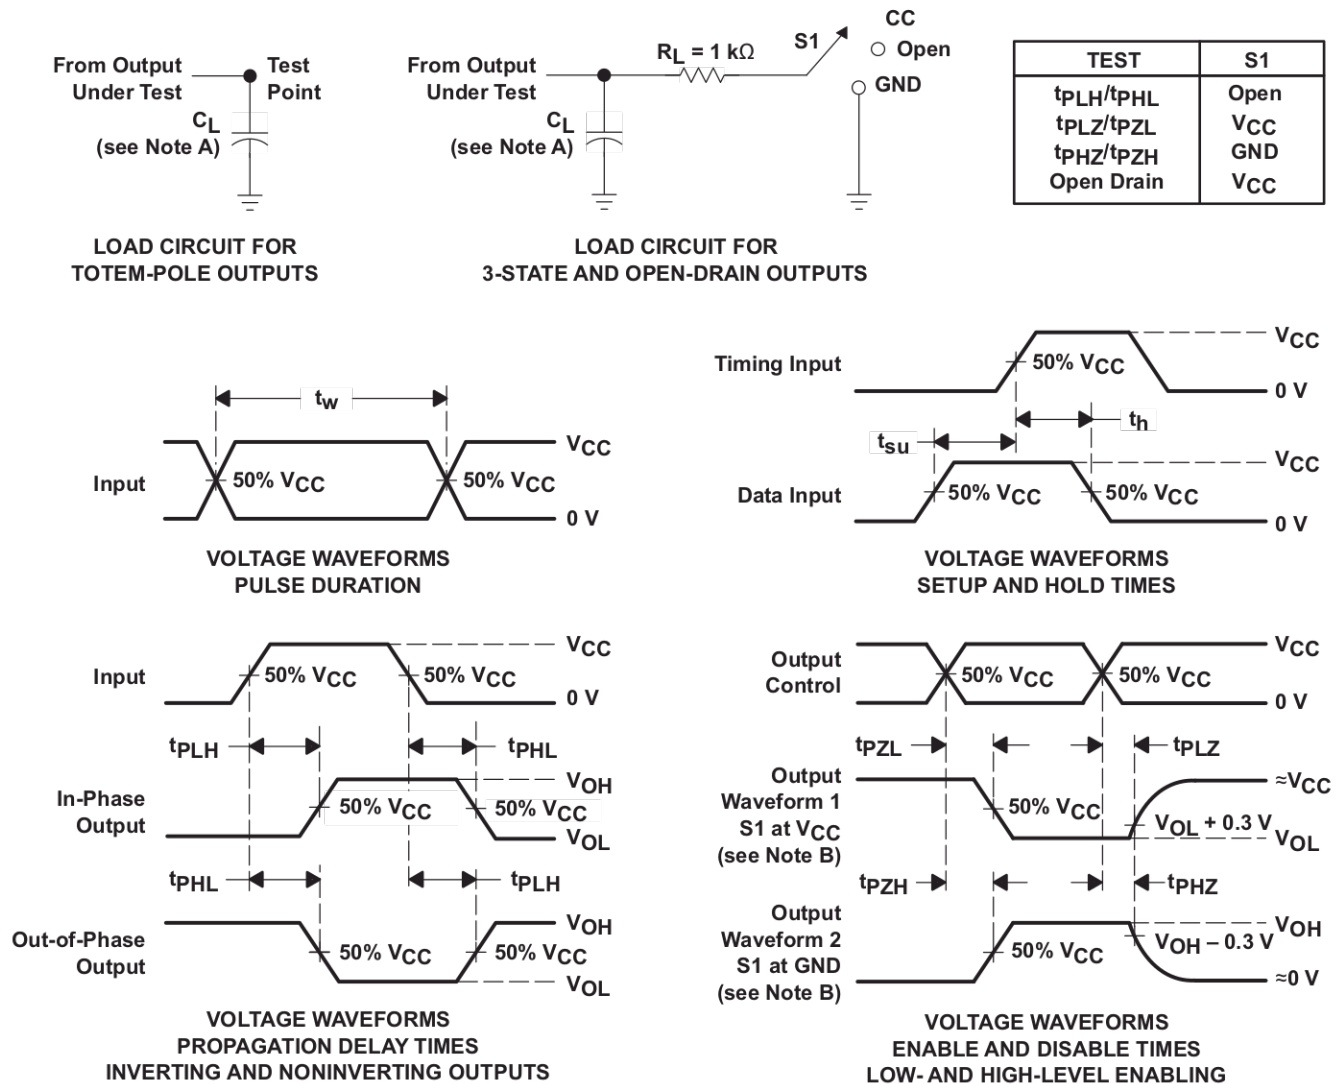 From Output
Under Test
Test
Point
CL
(see Note A)
LOAD CIRCUIT FOR
TOTEM-POLE OUTPUTS
From Output
Under Test
RL = 1 kΩ
S1
CC
Open
GND
CL
(see Note A)
LOAD CIRCUIT FOR
3-STATE AND OPEN-DRAIN OUTPUTS
TEST S1
tPLH/tPHL Open
tPLZ/tPZL VCC
tPHZ/tPZH GND
Open Drain VCC
tw
Input
50% VCC
50% VCC
VCC
0 V
VOLTAGE WAVEFORMS
PULSE DURATION
Timing Input
50% VCC
VCC
0 V
tsu
th
Data Input
50% VCC
50% VCC
VCC
0 V
VOLTAGE WAVEFORMS
SETUP AND HOLD TIMES
Input
50% VCC
50% VCC
VCC
0 V
tPLH
tPHL
In-Phase
Output
50% VCC
50% VCC
VOH
VOL
tPHL
tPLH
Out-of-Phase
Output
50% VCC
50% VCC
VOH
VOL
VOLTAGE WAVEFORMS
PROPAGATION DELAY TIMES
INVERTING AND NONINVERTING OUTPUTS
Output
Control
50% VCC
50% VCC
VCC
0 V
tPZL
tPLZ
Output
Waveform 1
S1 at VCC
(see Note B)
50% VCC
VOL + 0.3 V
≈VCC
VOL
tPZH
tPHZ
Output
Waveform 2
S1 at GND
(see Note B)
50% VCC
VOH – 0.3 V
VOH
≈0 V
VOLTAGE WAVEFORMS
ENABLE AND DISABLE TIMES
LOW- AND HIGH-LEVEL ENABLING